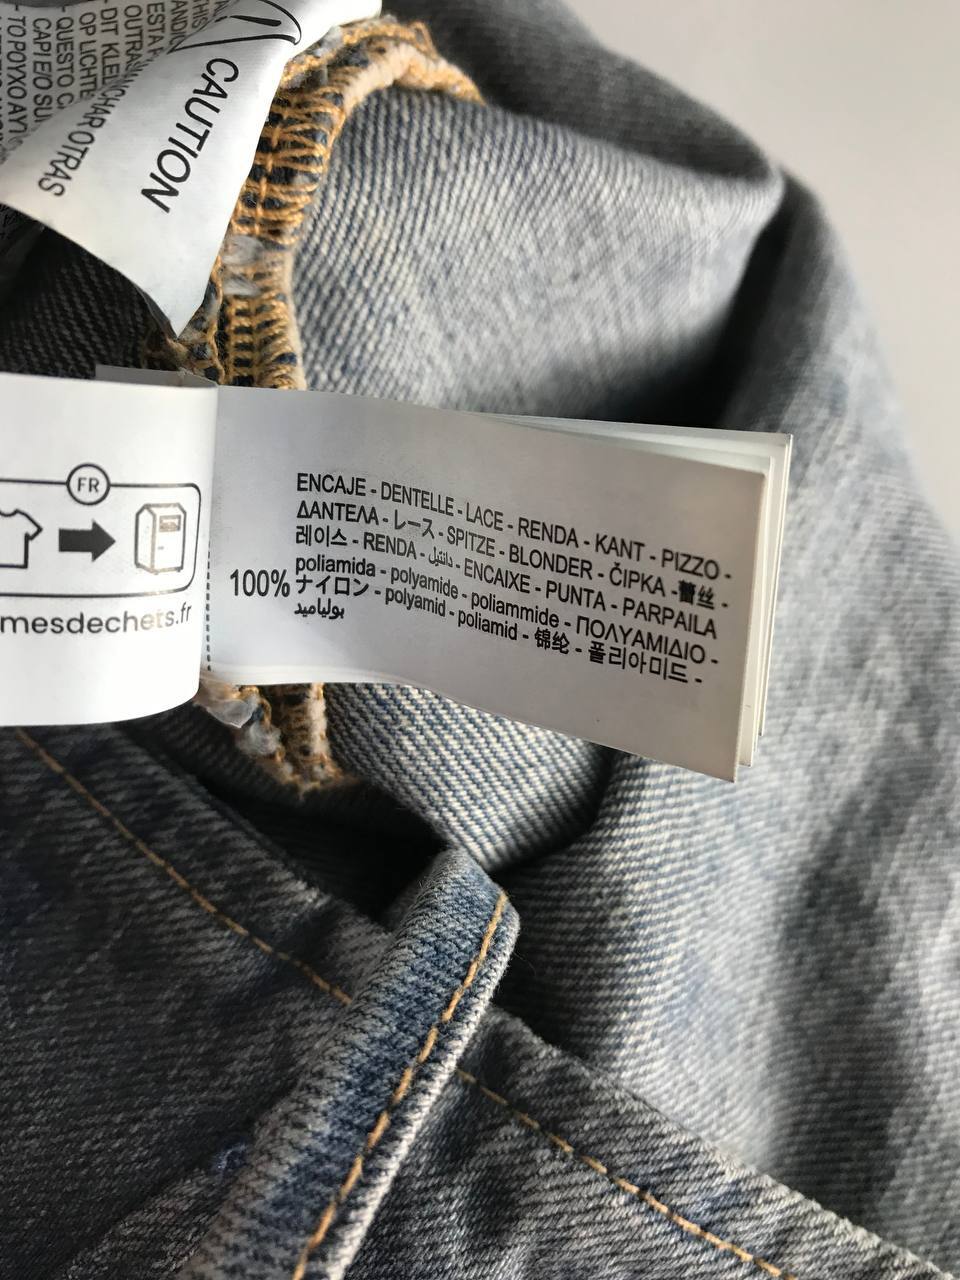 CAUTION
OTRAS
FR
mesdechets.fr
ENCAJE - DENTELLE - LACE - RENDA - KANT - PIZZO -
ΔΑΝΤΕΛΑ - レース - SPITZE - BLONDER - ČIPKA - 蕾丝 -
레이스 - RENDA - دانتيل - ENCAIXE - PUNTA - PARPAILA
100% poliamida - polyamide - poliammide - ΠΟΛΥΑΜΙΔΙΟ -
ナイロン - polyamid - poliamid - 锦纶 - 폴리아미드 -
بولياميد